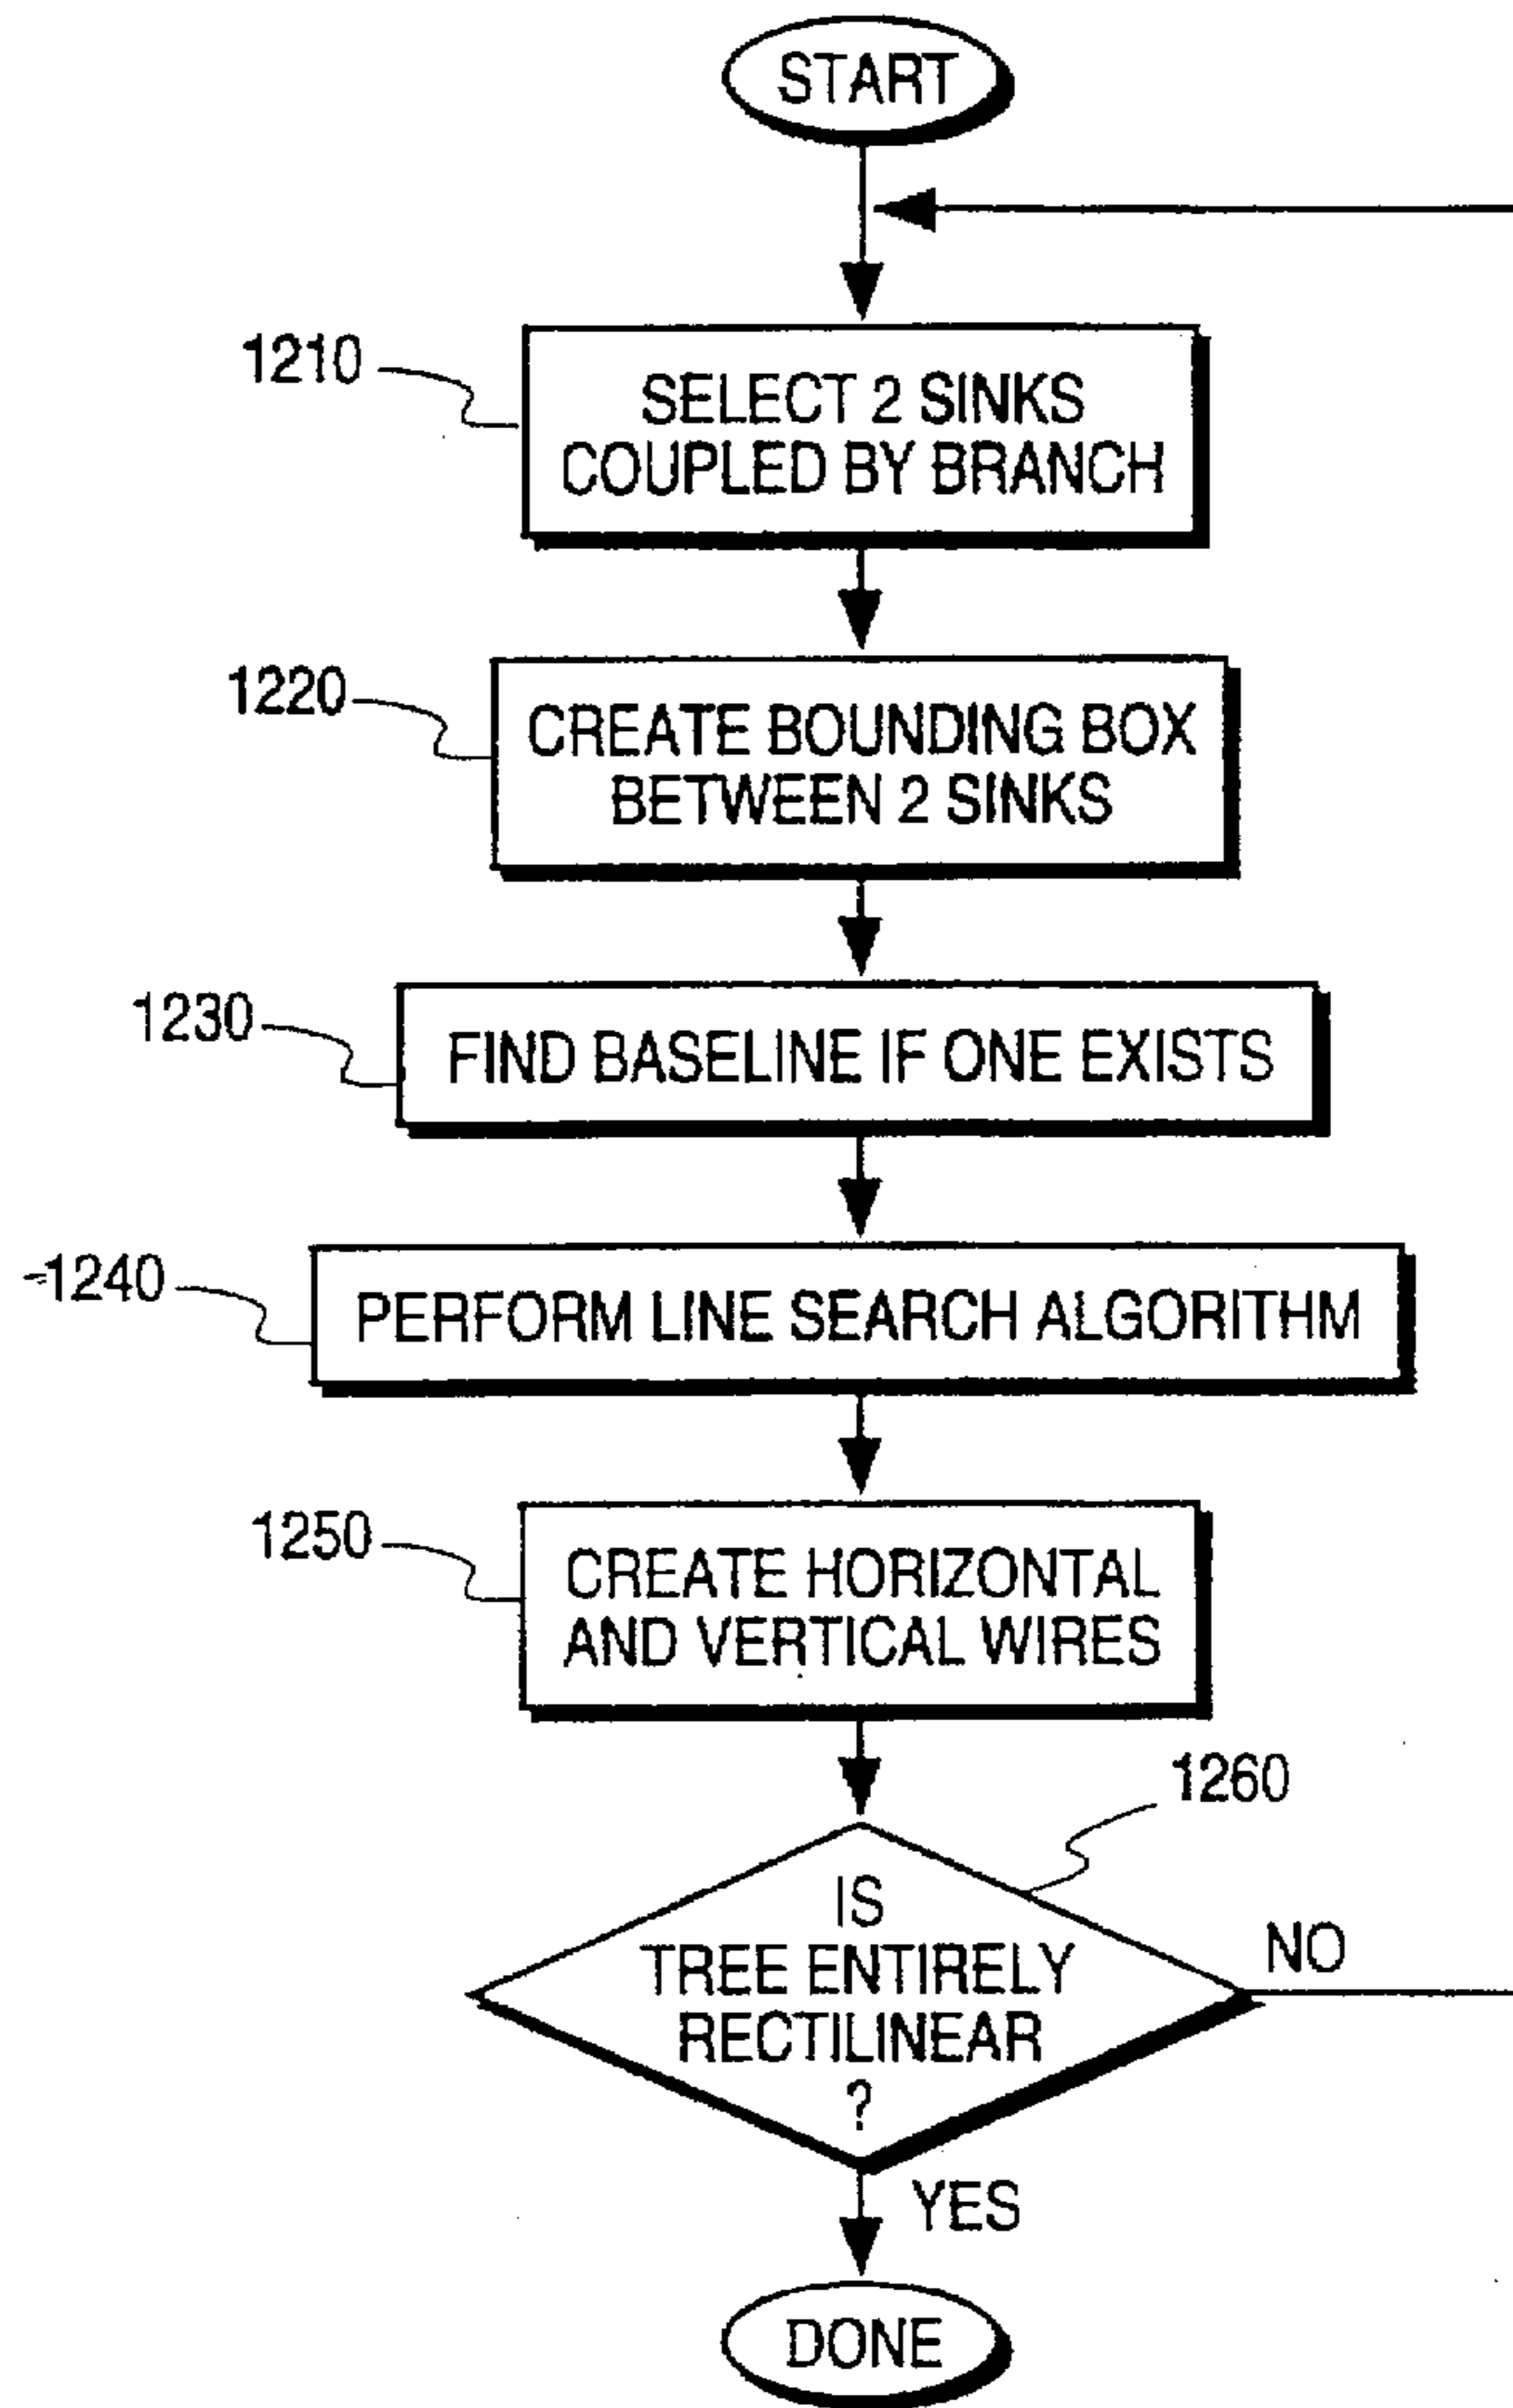 START
1210
SELECT 2 SINKS
COUPLED BY BRANCH
1220
CREATE BOUNDING BOX
BETWEEN 2 SINKS
1230
FIND BASELINE IF ONE EXISTS
1240
PERFORM LINE SEARCH ALGORITHM
1250
CREATE HORIZONTAL
AND VERTICAL WIRES
1260
IS
TREE ENTIRELY
RECTILINEAR
?
NO
YES
DONE